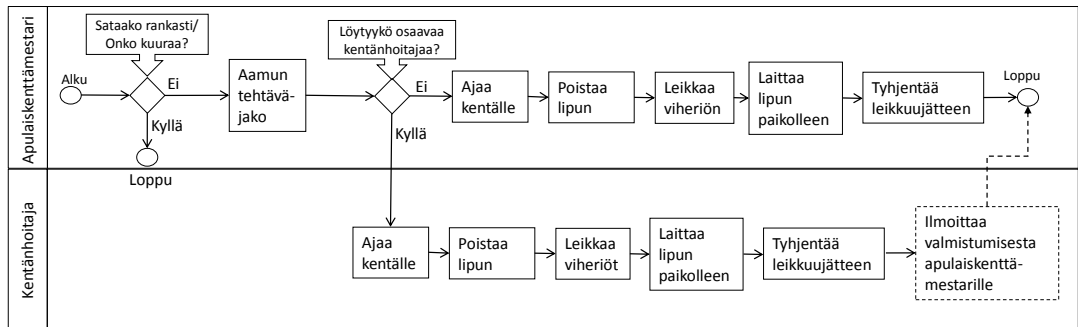 Apulaiskenttämestari
Sataako rankasti/
Onko kuuraa?
Alku
Ei
Kyllä
Loppu
Aamun
tehtävä-
jako
Löytyykö osaavaa
kentänhoitajaa?
Ei
Kyllä
Ajaa
kentälle
Poistaa
lipun
Leikkaa
viheriön
Laittaa
lipun
paikolleen
Tyhjentää
leikkuujätteen
Loppu
Kentänhoitaja
Ajaa
kentälle
Poistaa
lipun
Leikkaa
viheriöt
Laittaa
lipun
paikolleen
Tyhjentää
leikkuujätteen
Ilmoittaa
valmistumisesta
apulaiskenttä-
mestarille